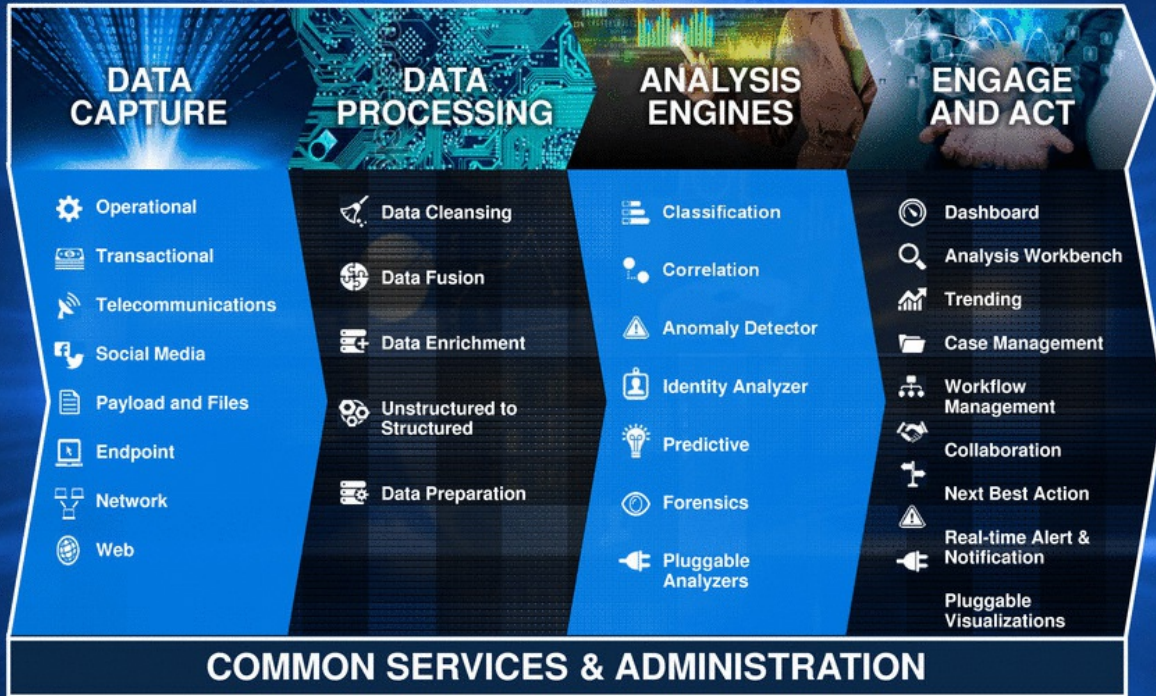 DATA
CAPTURE
DATA
PROCESSING
ANALYSIS
ENGINES
ENGAGE
AND ACT
Operational
Transactional
Telecommunications
Social Media
Payload and Files
Endpoint
Network
Web
Data Cleansing
Data Fusion
Data Enrichment
Unstructured to
Structured
Data Preparation
Classification
Correlation
Anomaly Detector
Identity Analyzer
Predictive
Forensics
Pluggable
Analyzers
Dashboard
Analysis Workbench
Trending
Case Management
Workflow
Management
Collaboration
Next Best Action
Real-time Alert &
Notification
Pluggable
Visualizations
COMMON SERVICES & ADMINISTRATION